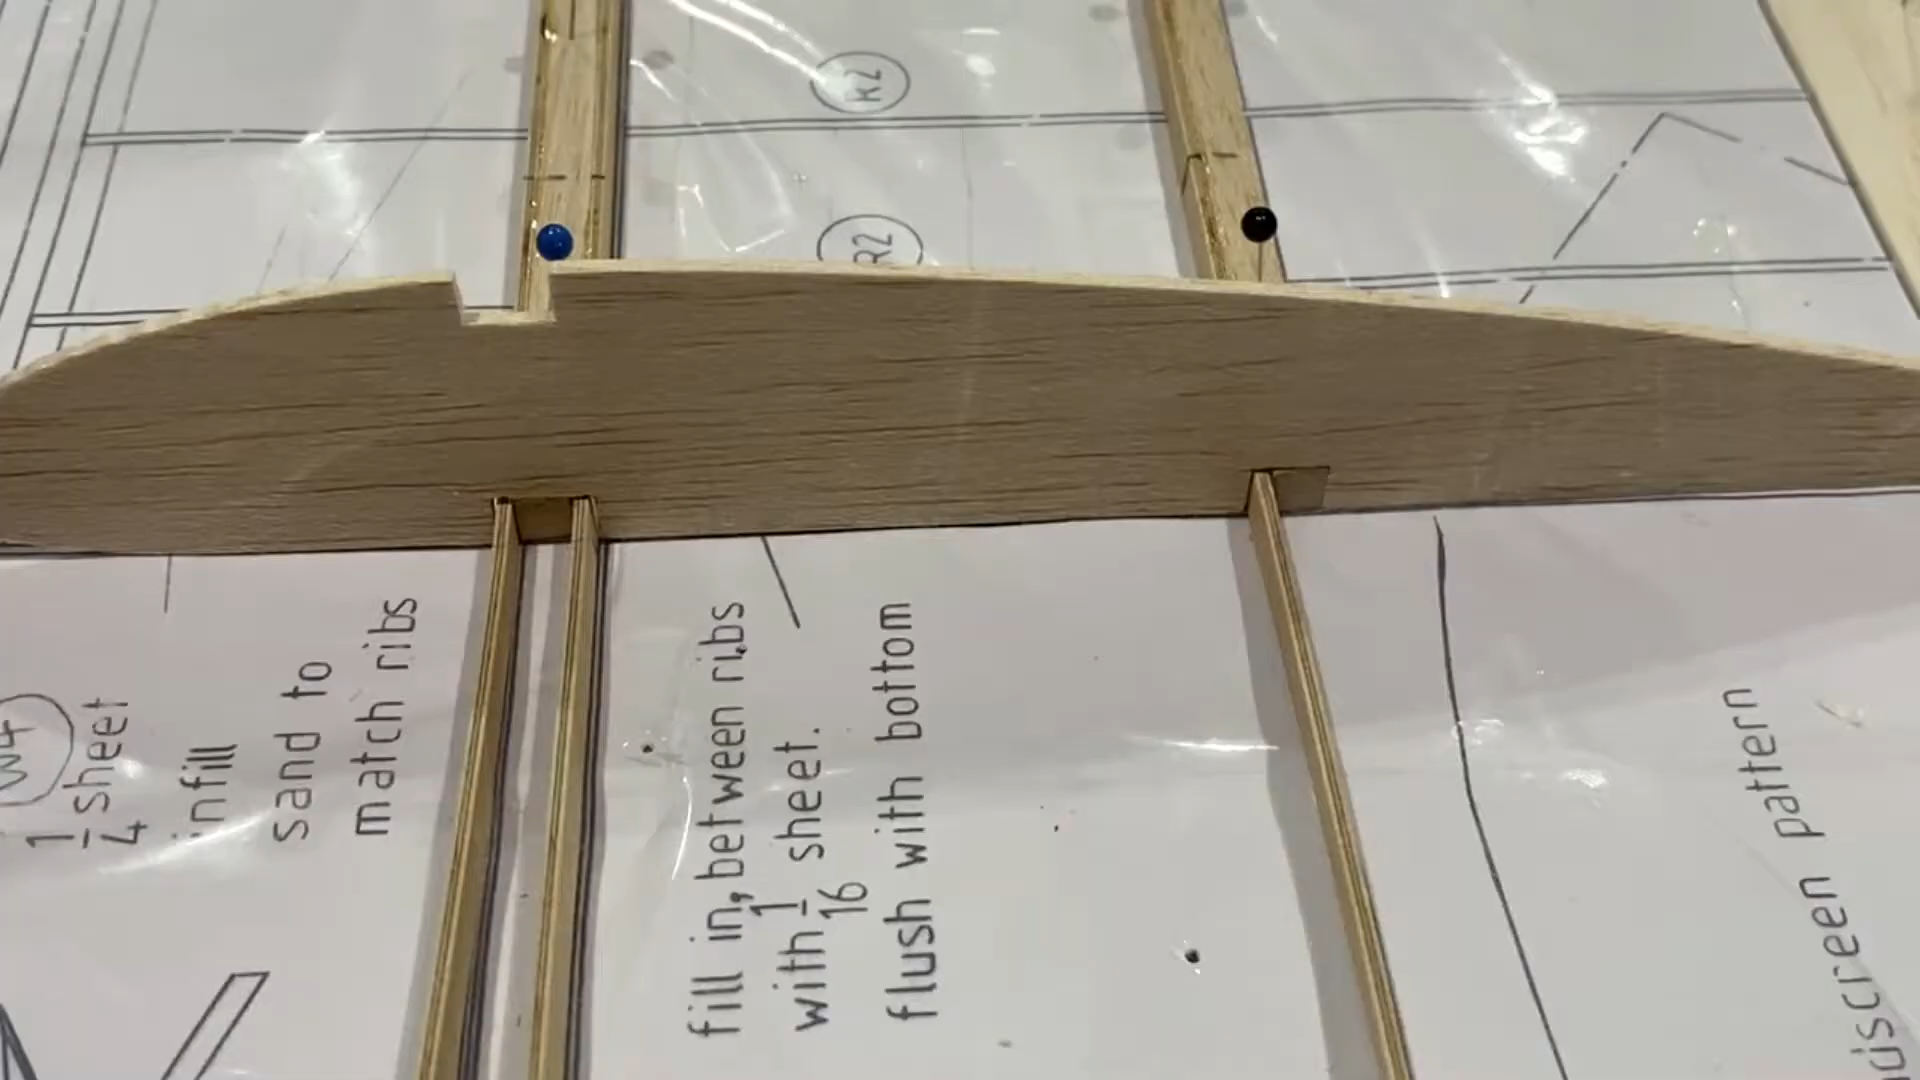 R2
R2
W4
1/4 sheet
infill
sand to
match ribs
fill in, between ribs
with 1/16 sheet.
flush with bottom
pattern